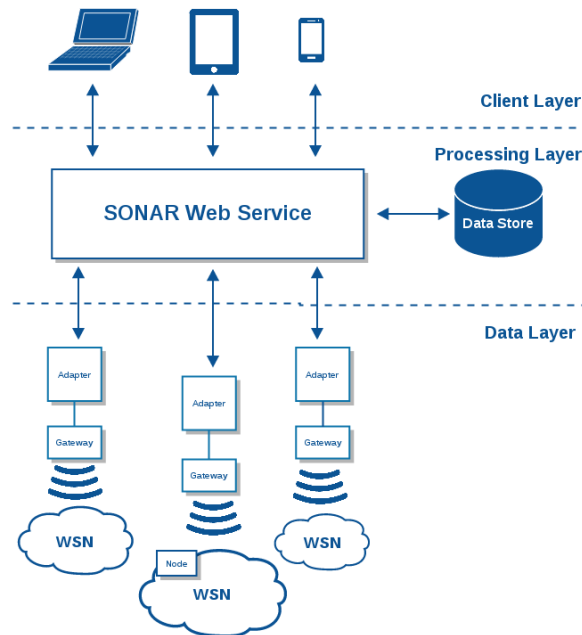 Client Layer
Processing Layer
SONAR Web Service
Data Store
Data Layer
Adapter
Adapter
Adapter
Gateway
Gateway
Gateway
WSN
WSN
Node
WSN